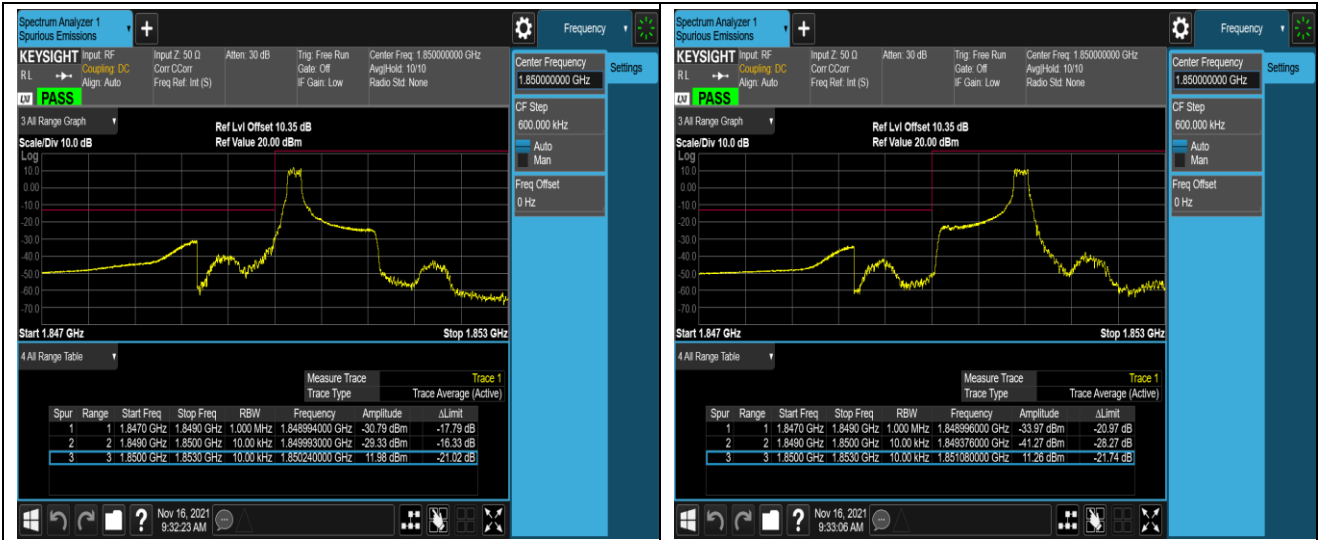 Spectrum Analyzer 1
Spurious Emissions
Frequency
KEYSIGHT Input: RF Input Z: 50 Ω Atten: 30 dB Trig: Free Run Center Freq: 1.850000000 GHz
Coupling: DC Corr CCorr Gate: Off Avg|Hold: 10/10
R L Align: Auto Freq Ref: Int (S) IF Gain: Low Radio Std: None
LXI PASS
Center Frequency
1.850000000 GHz
Settings
CF Step
600.000 kHz
Auto
Man
Freq Offset
0 Hz
3 All Range Graph
Ref Lvl Offset 10.35 dB
Scale/Div 10.0 dB Ref Value 20.00 dBm
Log
10.0
0.00
-10.0
-20.0
-30.0
-40.0
-50.0
-60.0
-70.0
Start 1.847 GHz Stop 1.853 GHz
4 All Range Table
Measure Trace Trace 1
Trace Type Trace Average (Active)
Spur Range Start Freq Stop Freq RBW Frequency Amplitude ΔLimit
1 1 1.8470 GHz 1.8490 GHz 1.000 MHz 1.848994000 GHz -30.79 dBm -17.79 dB
2 2 1.8490 GHz 1.8500 GHz 10.00 kHz 1.849993000 GHz -29.33 dBm -16.33 dB
3 3 1.8500 GHz 1.8530 GHz 10.00 kHz 1.850240000 GHz 11.98 dBm -21.02 dB
?
Nov 16, 2021
9:32:23 AM
Spectrum Analyzer 1
Spurious Emissions
Frequency
KEYSIGHT Input: RF Input Z: 50 Ω Atten: 30 dB Trig: Free Run Center Freq: 1.850000000 GHz
Coupling: DC Corr CCorr Gate: Off Avg|Hold: 10/10
R L Align: Auto Freq Ref: Int (S) IF Gain: Low Radio Std: None
LXI PASS
Center Frequency
1.850000000 GHz
Settings
CF Step
600.000 kHz
Auto
Man
Freq Offset
0 Hz
3 All Range Graph
Ref Lvl Offset 10.35 dB
Scale/Div 10.0 dB Ref Value 20.00 dBm
Log
10.0
0.00
-10.0
-20.0
-30.0
-40.0
-50.0
-60.0
-70.0
Start 1.847 GHz Stop 1.853 GHz
4 All Range Table
Measure Trace Trace 1
Trace Type Trace Average (Active)
Spur Range Start Freq Stop Freq RBW Frequency Amplitude ΔLimit
1 1 1.8470 GHz 1.8490 GHz 1.000 MHz 1.848996000 GHz -33.97 dBm -20.97 dB
2 2 1.8490 GHz 1.8500 GHz 10.00 kHz 1.849376000 GHz -41.27 dBm -28.27 dB
3 3 1.8500 GHz 1.8530 GHz 10.00 kHz 1.851080000 GHz 11.26 dBm -21.74 dB
?
Nov 16, 2021
9:33:06 AM